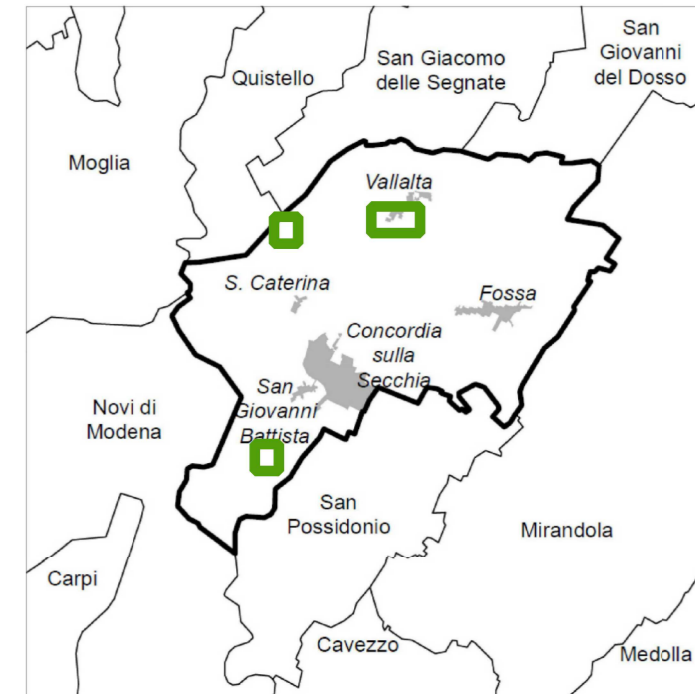 San
Giovanni
del Dosso
San Giacomo
delle Segnate
Quistello
Moglia
Vallalta
S. Caterina
Fossa
Concordia
sulla
Secchia
San
Giovanni
Battista
Novi di
Modena
San
Possidonio
Mirandola
Carpi
Cavezzo
Medolla